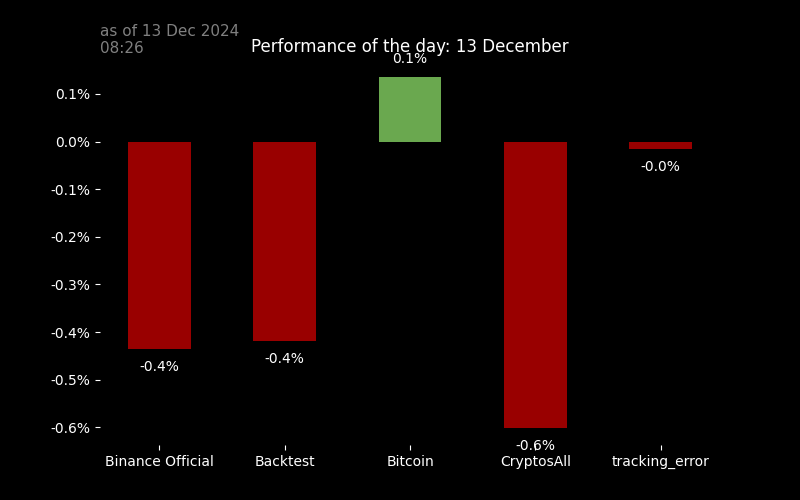 as of 13 Dec 2024
08:26
Performance of the day: 13 December
0.1%
0.1%
0.0%
-0.1%
-0.2%
-0.3%
-0.4%
-0.5%
-0.6%
-0.4%
-0.4%
-0.6%
-0.0%
Binance Official
Backtest
Bitcoin
CryptosAll
tracking_error